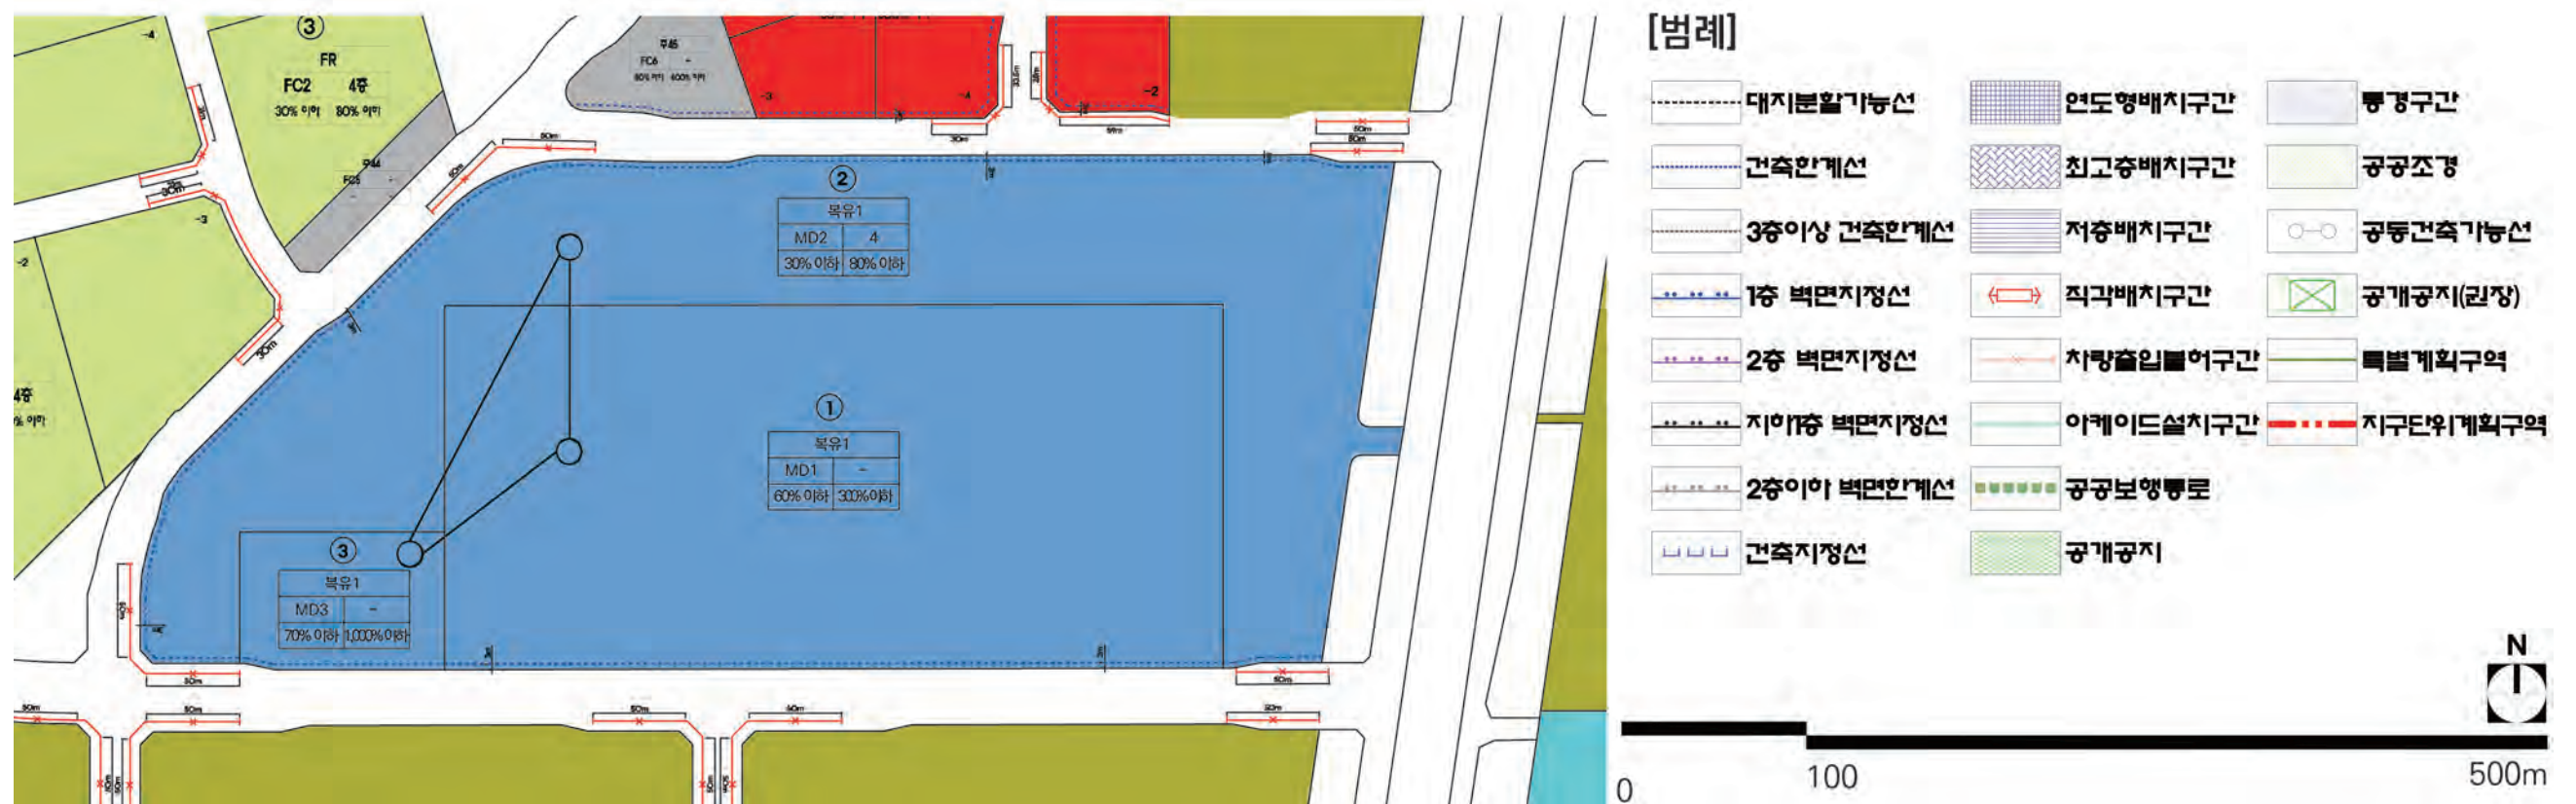 ③
FR
FC2 4층
30% 이하 80% 이하
-4
무45
FC6 -
-3
-4
-2
30m
59m
50m
50m
50m
50m
30m
-3
-2
30m
4층
② 
복유1
MD2 4
30% 이하 80% 이하
①
복유1
MD1 -
60% 이하 300%이하
③
복유1
MD3 -
70% 이하 1,000%이하
50m
50m
3m
3m
50m
50m
50m
50m
[범례]
대지분할가능선
건축한계선
3층이상 건축한계선
1층 벽면지정선
2층 벽면지정선
지하1층 벽면지정선
2층이하 벽면한계선
건축지정선
연도형배치구간
최고층배치구간
저층배치구간
직각배치구간
차량출입불허구간
아케이드설치구간
공공보행통로
공개공지
통경구간
공공조경
공동건축가능선
공개공지(권장)
특별계획구역
지구단위계획구역
N
0 100 500m